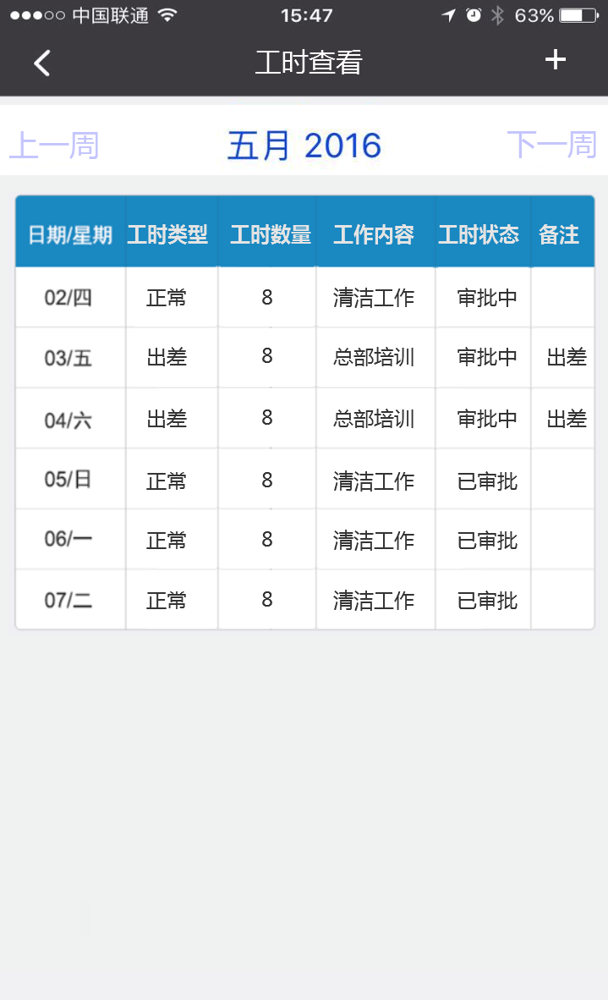 中国联通 15:47 63%
工时查看 +
上一周 五月 2016 下一周
日期/星期 工时类型 工时数量 工作内容 工时状态 备注
02/四 正常 8 清洁工作 审批中
03/五 出差 8 总部培训 审批中 出差
04/六 出差 8 总部培训 审批中 出差
05/日 正常 8 清洁工作 已审批
06/一 正常 8 清洁工作 已审批
07/二 正常 8 清洁工作 已审批